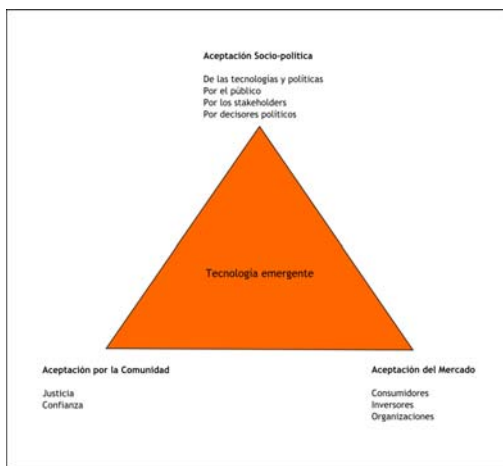 Aceptación Socio-política
De las tecnologías y políticas
Por el público
Por los stakeholders
Por decisores políticos
Tecnología emergente
Aceptación por la Comunidad
Justicia
Confianza
Aceptación del Mercado
Consumidores
Inversores
Organizaciones